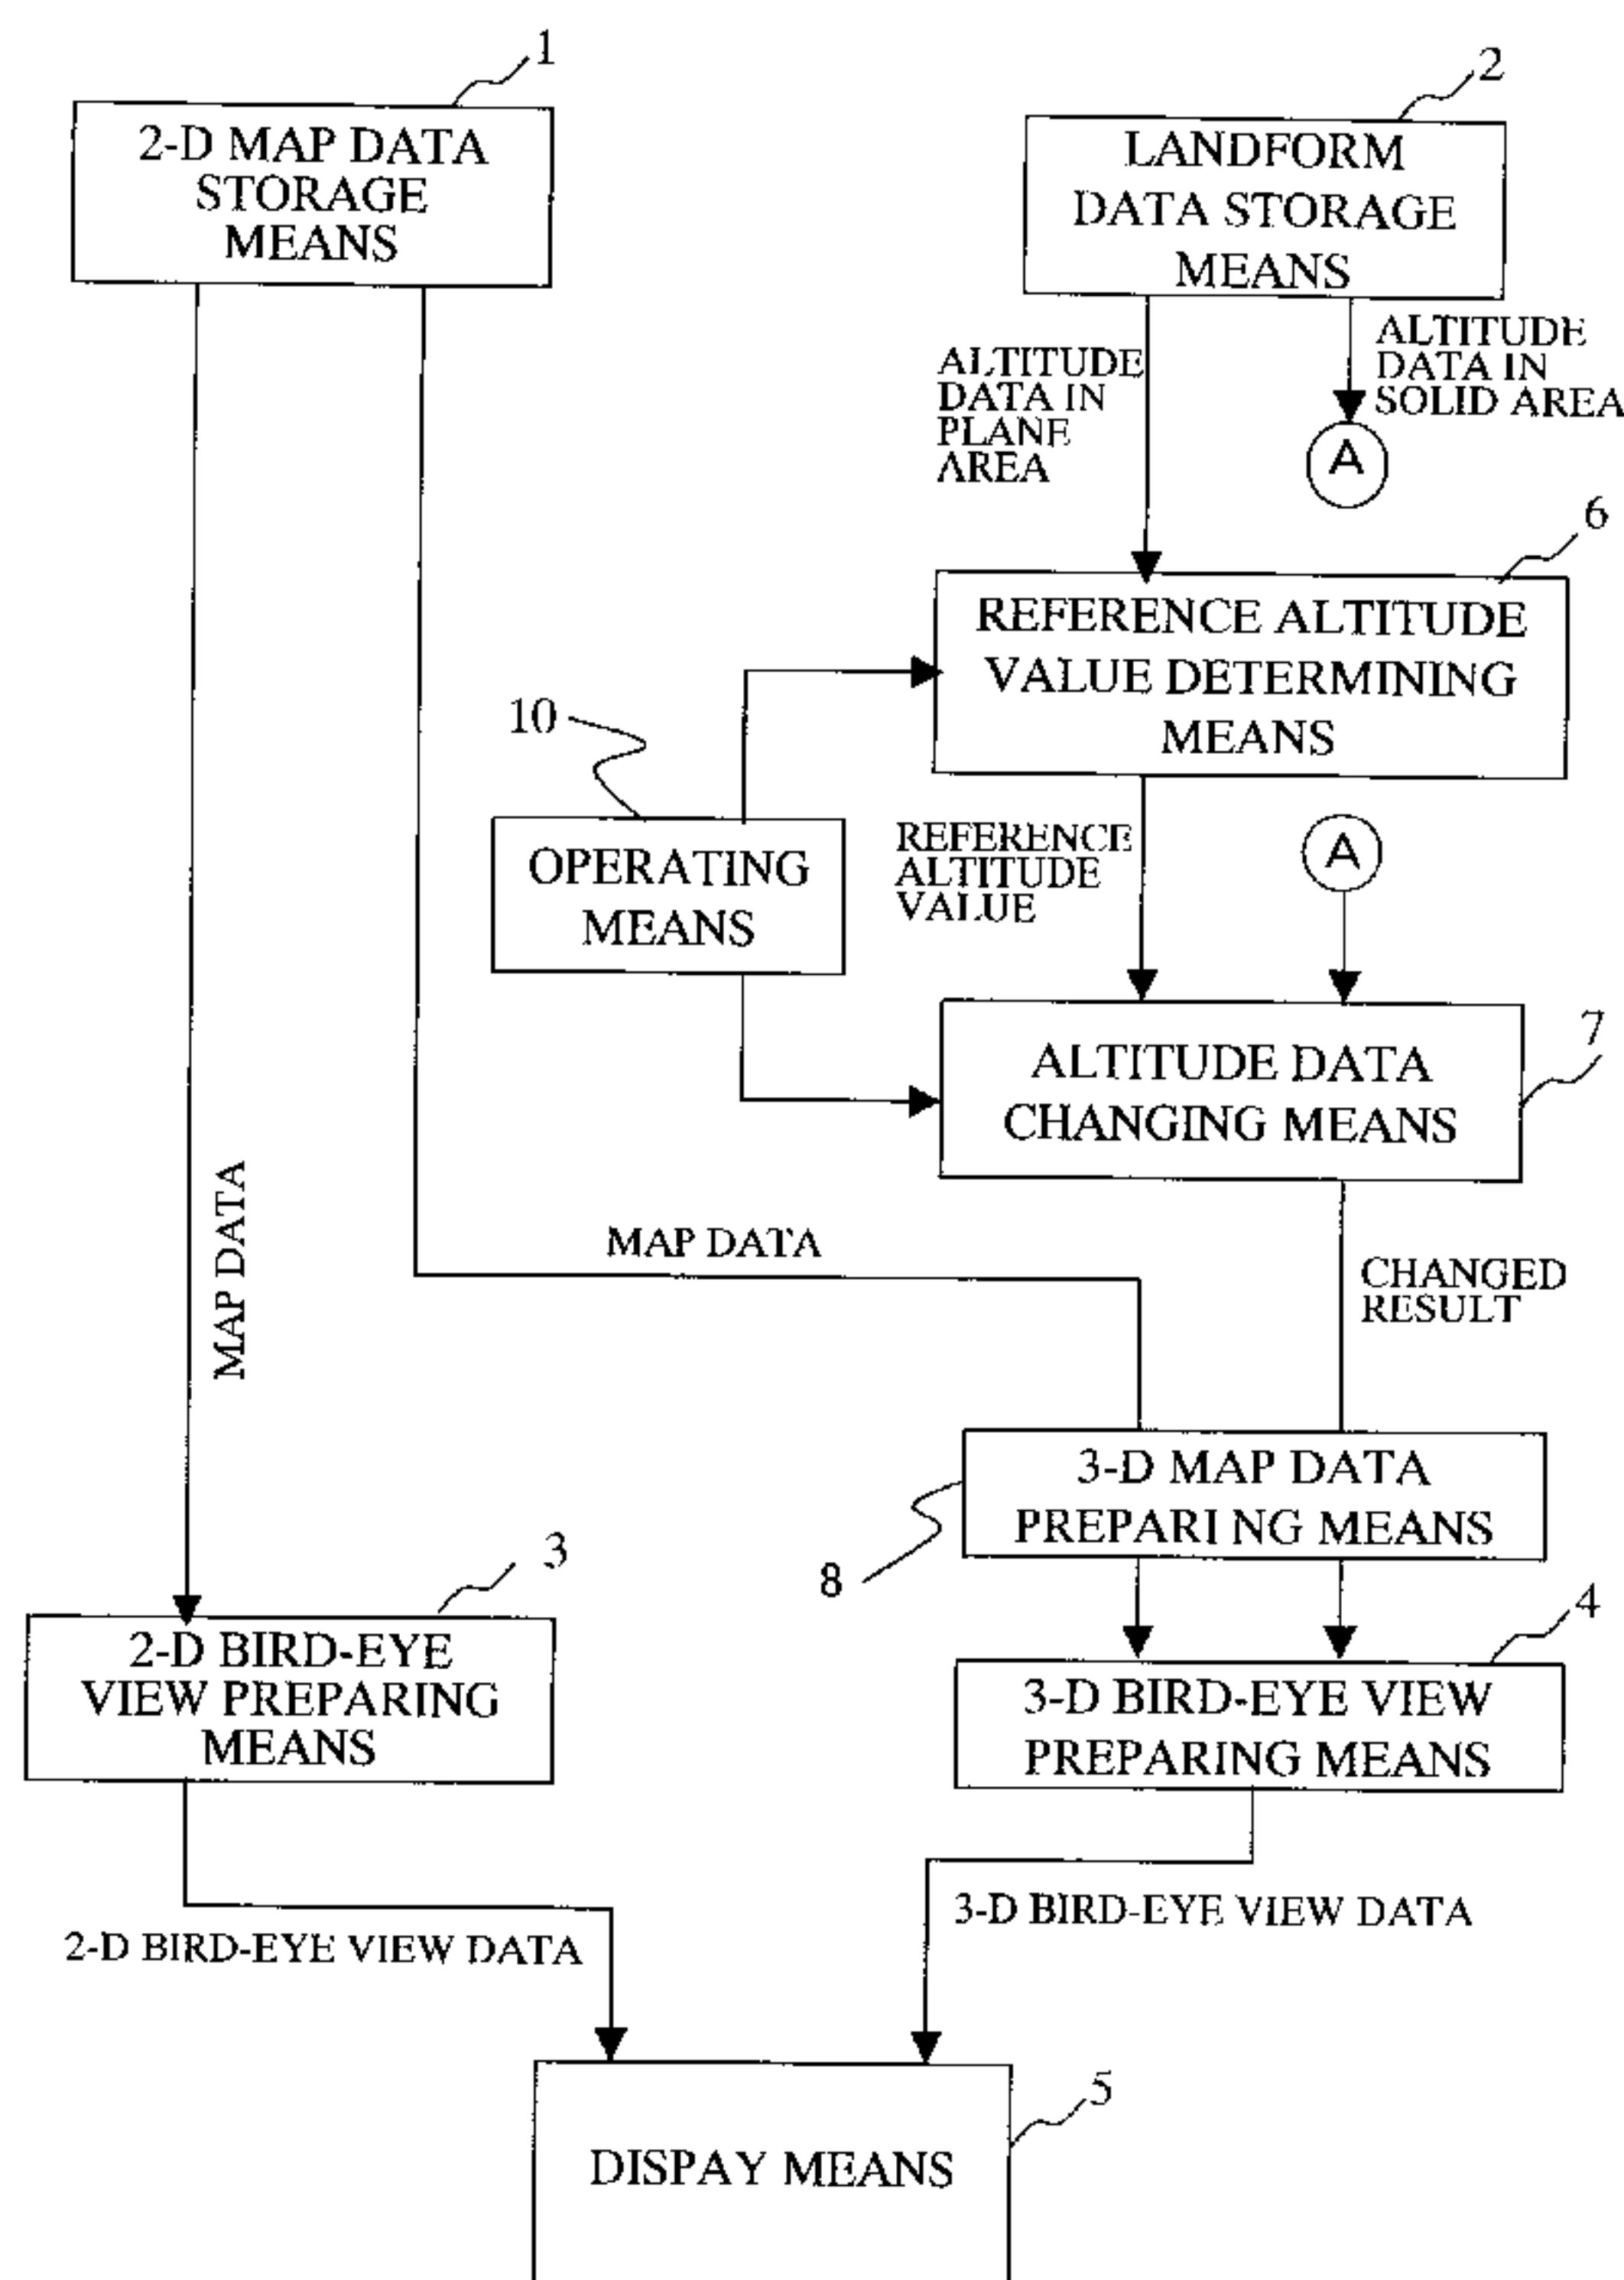 1
2-D MAP DATA
STORAGE
MEANS
2
LANDFORM
DATA STORAGE
MEANS
ALTITUDE
DATA IN
PLANE
AREA
ALTITUDE
DATA IN
SOLID AREA
A
6
REFERENCE ALTITUDE
VALUE DETERMINING
MEANS
10
OPERATING
MEANS
REFERENCE
ALTITUDE
VALUE
A
7
ALTITUDE DATA
CHANGING MEANS
MAP DATA
MAP DATA
CHANGED
RESULT
8
3-D MAP DATA
PREPARI NG MEANS
3
2-D BIRD-EYE
VIEW PREPARING
MEANS
4
3-D BIRD-EYE VIEW
PREPARING MEANS
2-D BIRD-EYE VIEW DATA
3-D BIRD-EYE VIEW DATA
5
DISPAY MEANS